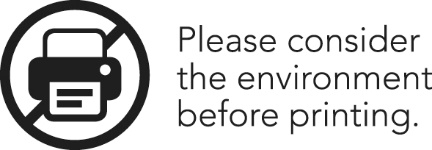 Please consider
the environment
before printing.